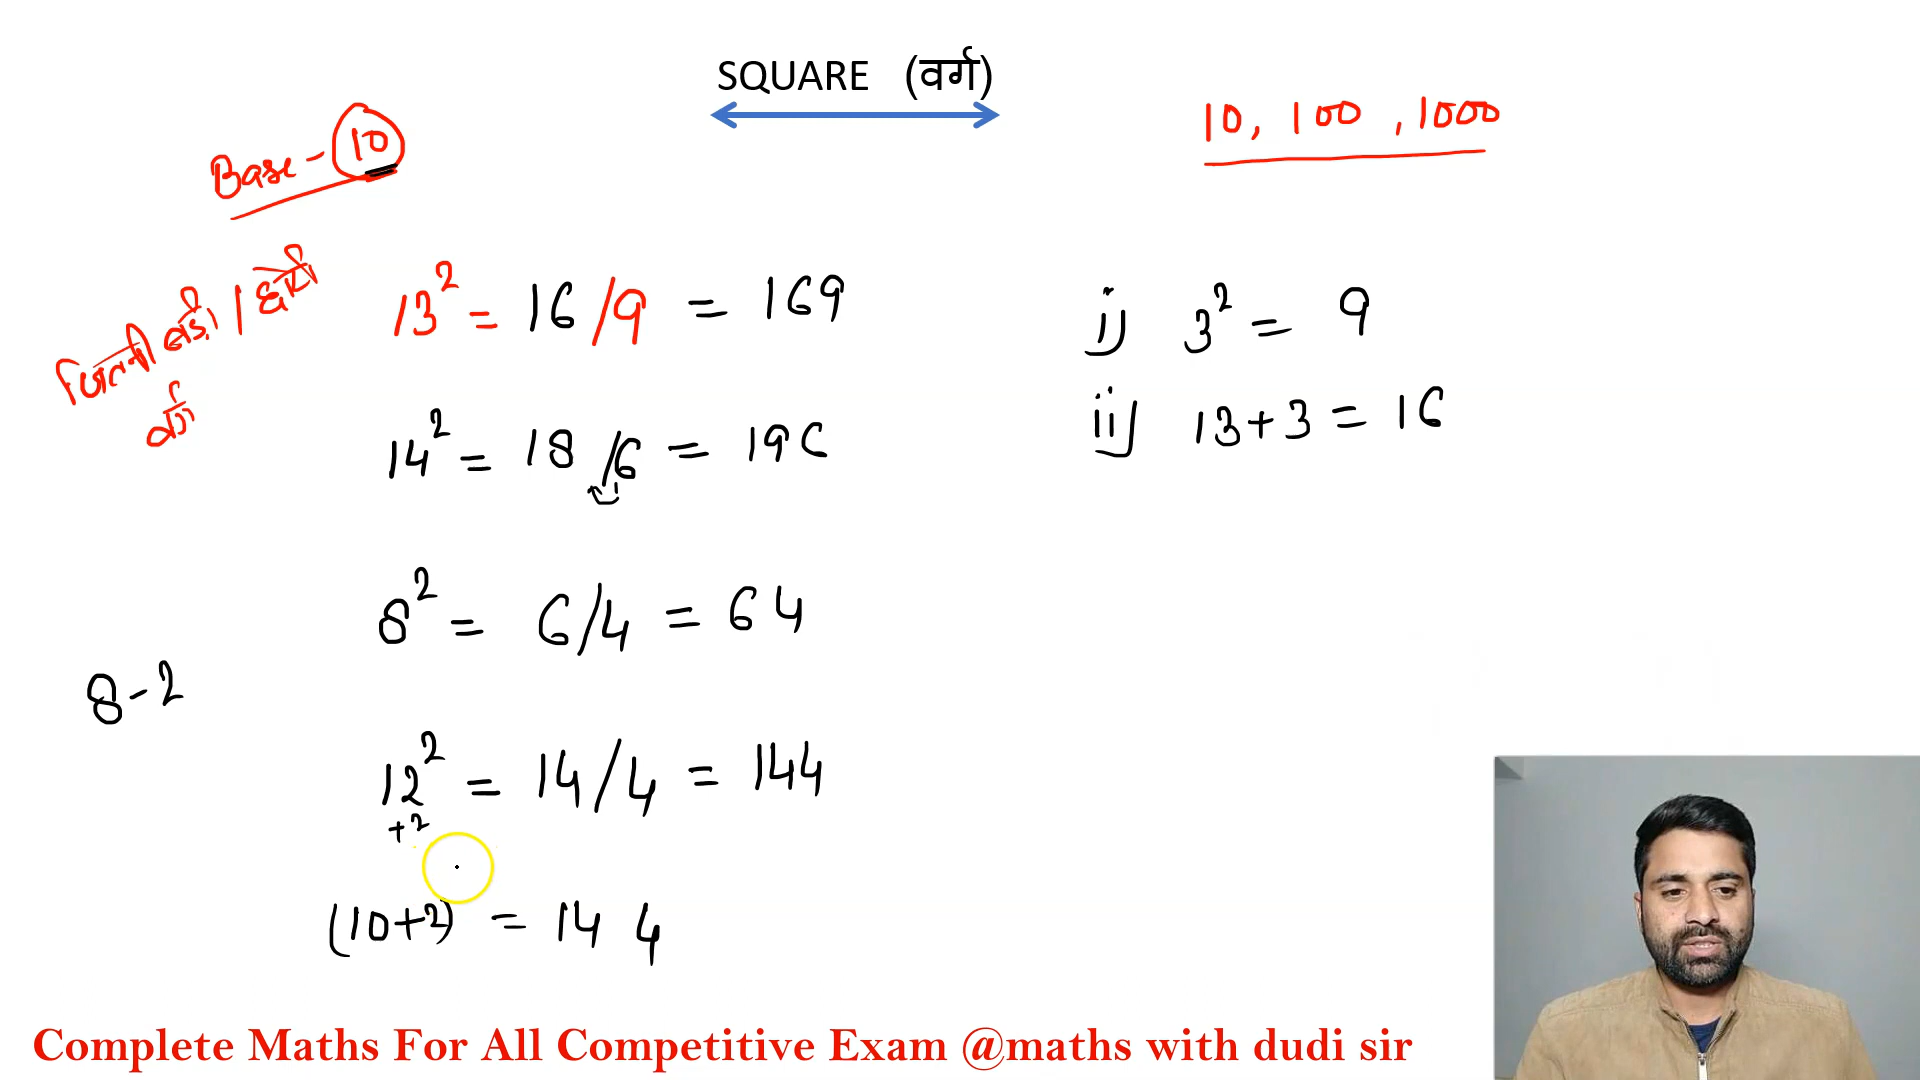 SQUARE (वर्ग)
10, 100, 1000
Base - 10
जितनी बड़ी / छोटी
वर्ग
13² = 16/9 = 169
i) 3² = 9
ii) 13+3 = 16
14² = 18/6 = 196
1
8² = 6/4 = 64
8-2
12² = 14/4 = 144
+2
(10+2) = 14 4
Complete Maths For All Competitive Exam @maths with dudi sir